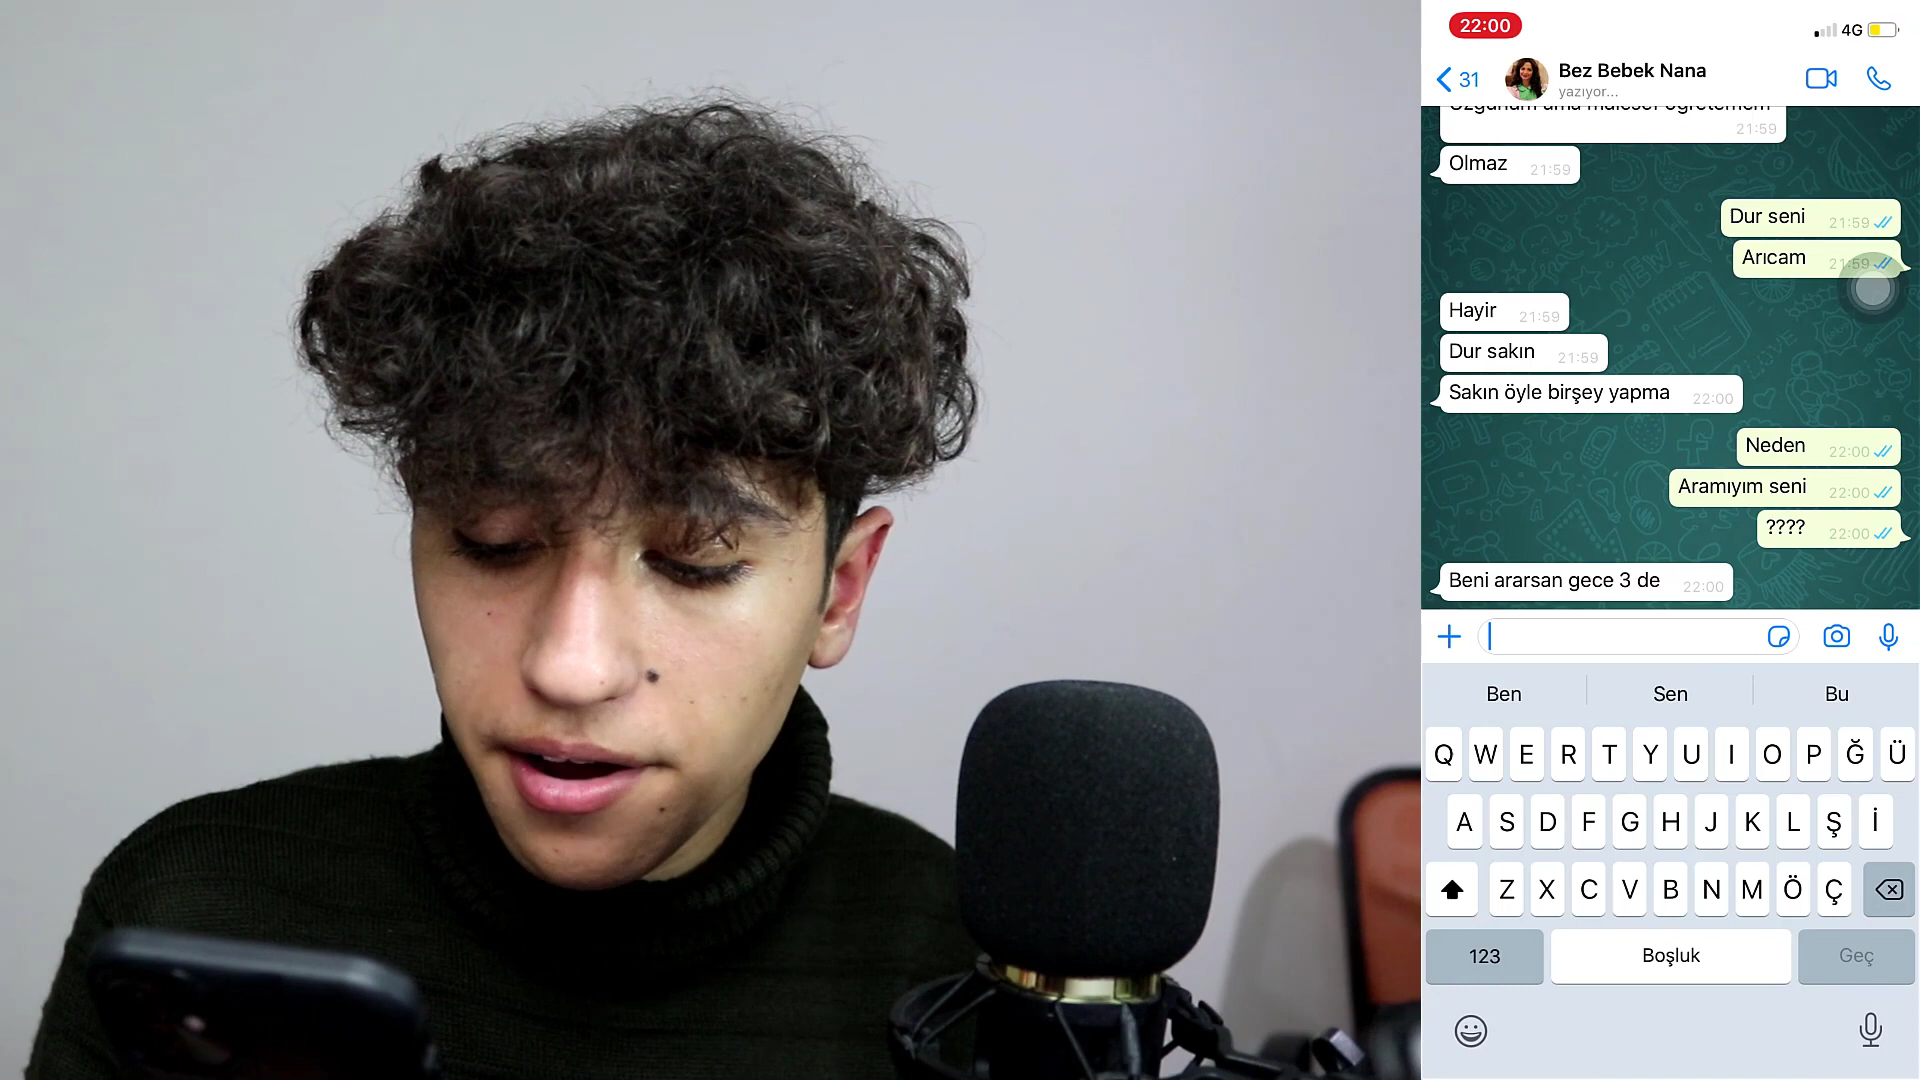 22:00
4G
31
Bez Bebek Nana
yazıyor...
21:59
Olmaz 21:59
Dur seni 21:59
Arıcam 21:59
Hayir 21:59
Dur sakın 21:59
Sakın öyle birşey yapma 22:00
Neden 22:00
Aramıyım seni 22:00
???? 22:00
Beni ararsan gece 3 de 22:00
Ben Sen Bu
Q W E R T Y U I O P Ğ Ü
A S D F G H J K L Ş İ
Z X C V B N M Ö Ç
123 Boşluk Geç